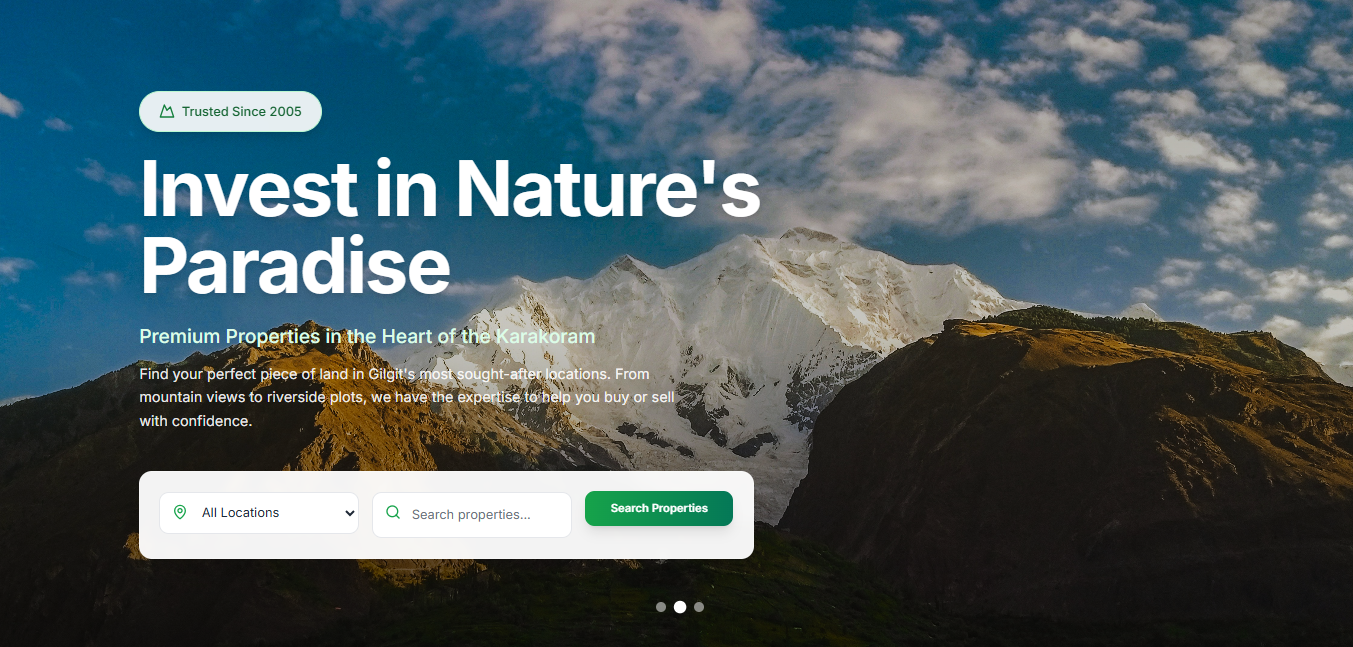 Trusted Since 2005
Invest in Nature's
Paradise
Premium Properties in the Heart of the Karakoram
Find your perfect piece of land in Gilgit's most sought-after locations. From
mountain views to riverside plots, we have the expertise to help you buy or sell
with confidence.
All Locations
Search properties...
Search Properties